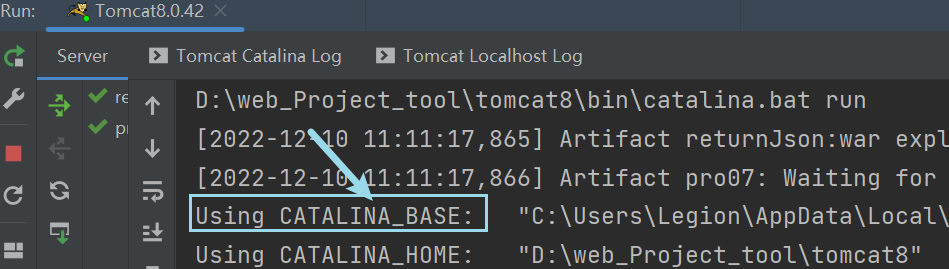 Run: Tomcat8.0.42
Server Tomcat Catalina Log Tomcat Localhost Log
re
pr
D:\web_Project_tool\tomcat8\bin\catalina.bat run
[2022-12-10 11:11:17,865] Artifact returnJson:war expl
[2022-12-10 11:11:17,866] Artifact pro07: Waiting for
Using CATALINA_BASE: "C:\Users\Legion\AppData\Local\
Using CATALINA_HOME: "D:\web_Project_tool\tomcat8"